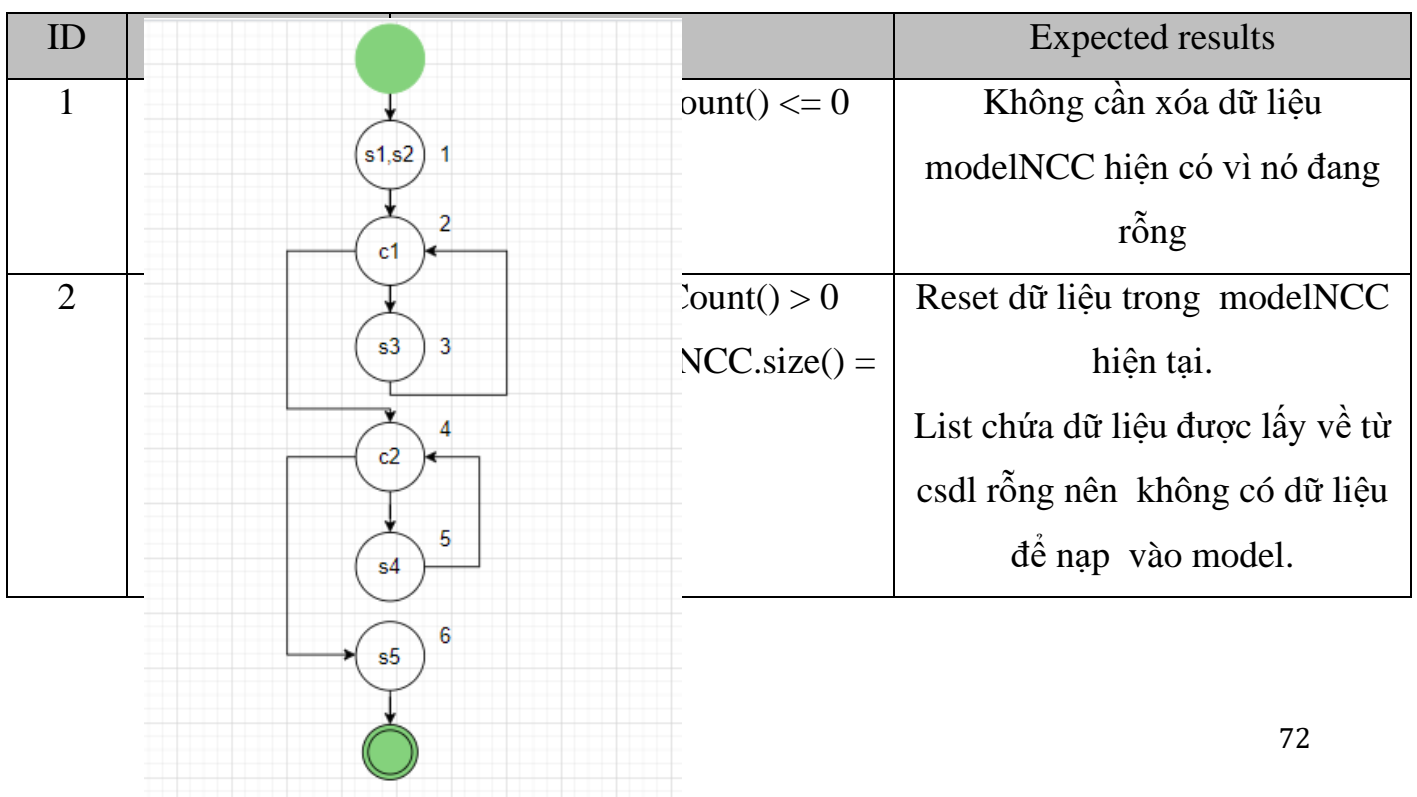 ID
Expected results
1
ount() <= 0
Không cần xóa dữ liệu
modelNCC hiện có vì nó đang
rỗng
2
Count() > 0
NCC.size() =
Reset dữ liệu trong modelNCC
hiện tại.
List chứa dữ liệu được lấy về từ
csdl rỗng nên không có dữ liệu
để nạp vào model.
s1,s2
1
c1
2
s3
3
c2
4
s4
5
s5
6
72